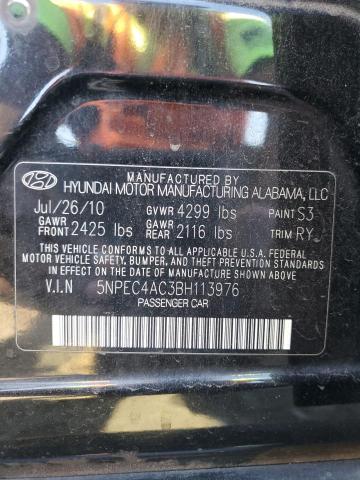 MANUFACTURED BY
HYUNDAI MOTOR MANUFACTURING ALABAMA, LLC
Jul/26/10 GVWR 4299 lbs PAINT S3
GAWR FRONT 2425 lbs GAWR REAR 2116 lbs TRIM RY
THIS VEHICLE CONFORMS TO ALL APPLICABLE U.S. FEDERAL
MOTOR VEHICLE SAFETY, BUMPER, AND THEFT STANDARDS
IN EFFECT ON THE DATE OF MANUFACTURE SHOWN ABOVE.
V.I.N 5NPEC4AC3BH113976
PASSENGER CAR